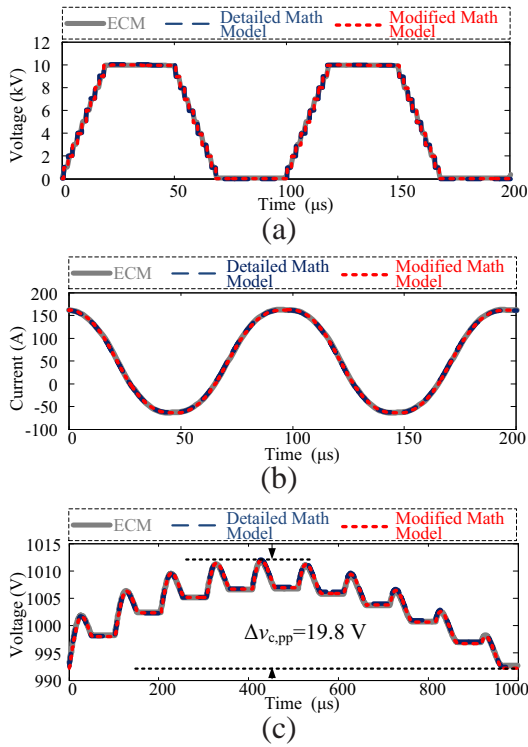 (a)
ECM Detailed Math Model Modified Math Model
12
10
8
6
4
2
0
Voltage (kV)
0 50 100 150 200
Time (μs)
(a)
ECM Detailed Math Model Modified Math Model
200
150
100
50
0
-50
-100
Current (A)
0 50 100 150 200
Time (μs)
(b)
ECM Detailed Math Model Modified Math Model
1015
1010
1005
1000
995
990
Voltage (V)
Δv_c,pp=19.8 V
0 200 400 600 800 1000
Time (μs)
(c)